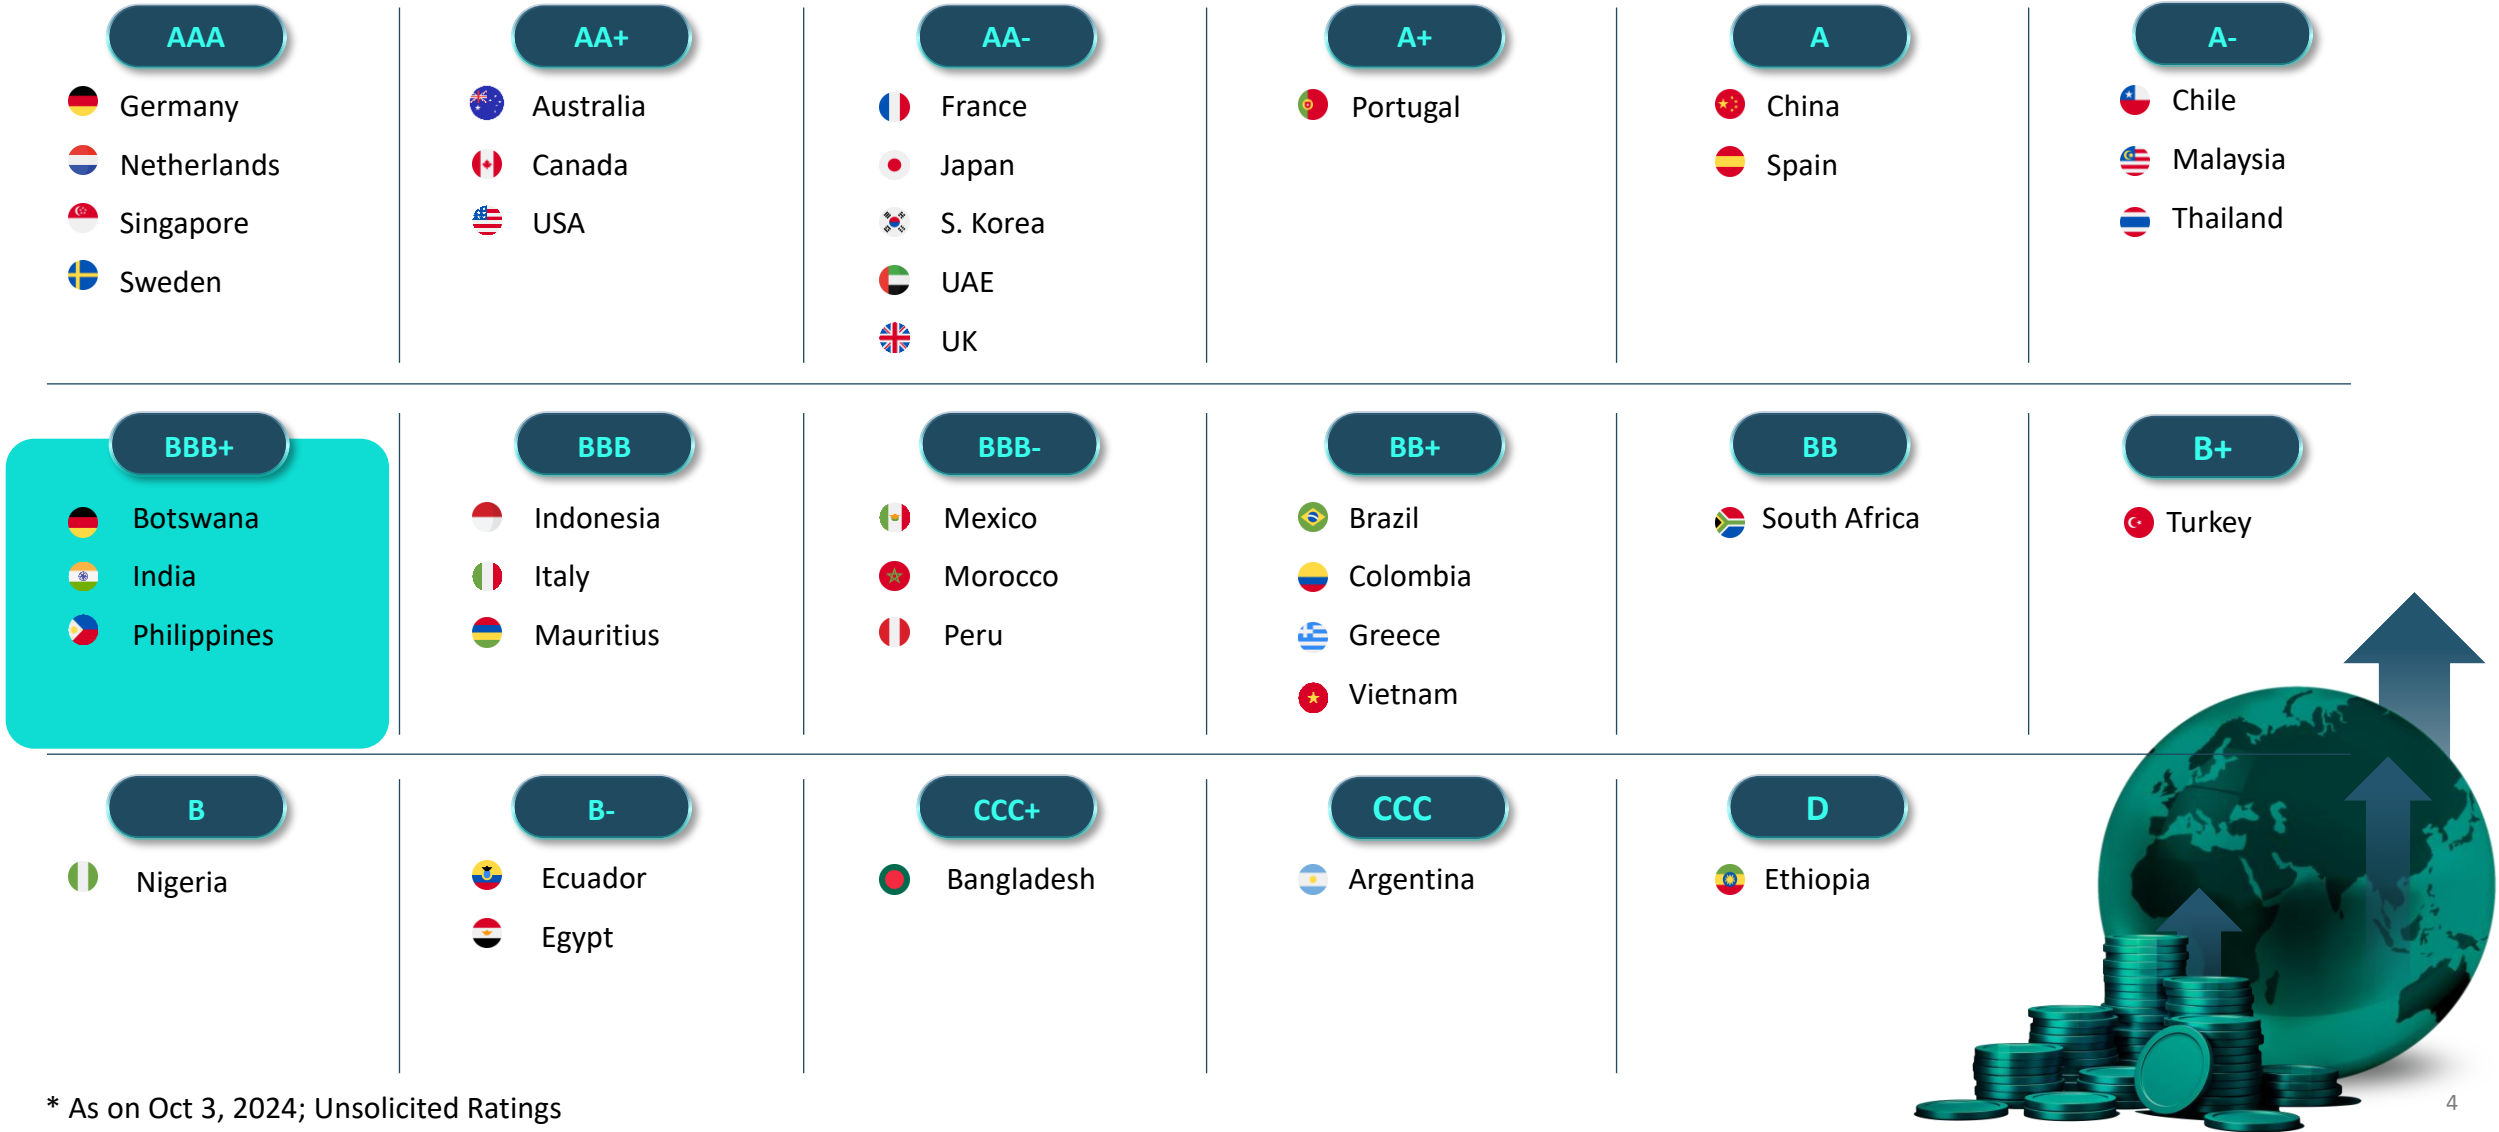 AAA
Germany
Netherlands
Singapore
Sweden
AA+
Australia
Canada
USA
AA-
France
Japan
S. Korea
UAE
UK
A+
Portugal
A
China
Spain
A-
Chile
Malaysia
Thailand
BBB+
Botswana
India
Philippines
BBB
Indonesia
Italy
Mauritius
BBB-
Mexico
Morocco
Peru
BB+
Brazil
Colombia
Greece
Vietnam
BB
South Africa
B+
Turkey
B
Nigeria
B-
Ecuador
Egypt
CCC+
Bangladesh
CCC
Argentina
D
Ethiopia
* As on Oct 3, 2024; Unsolicited Ratings
4